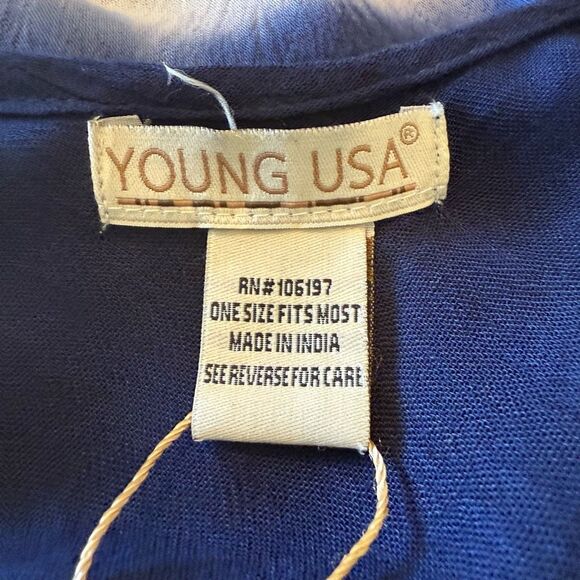 YOUNG USA®
RN#106197
ONE SIZE FITS MOST
MADE IN INDIA
SEE REVERSE FOR CARE